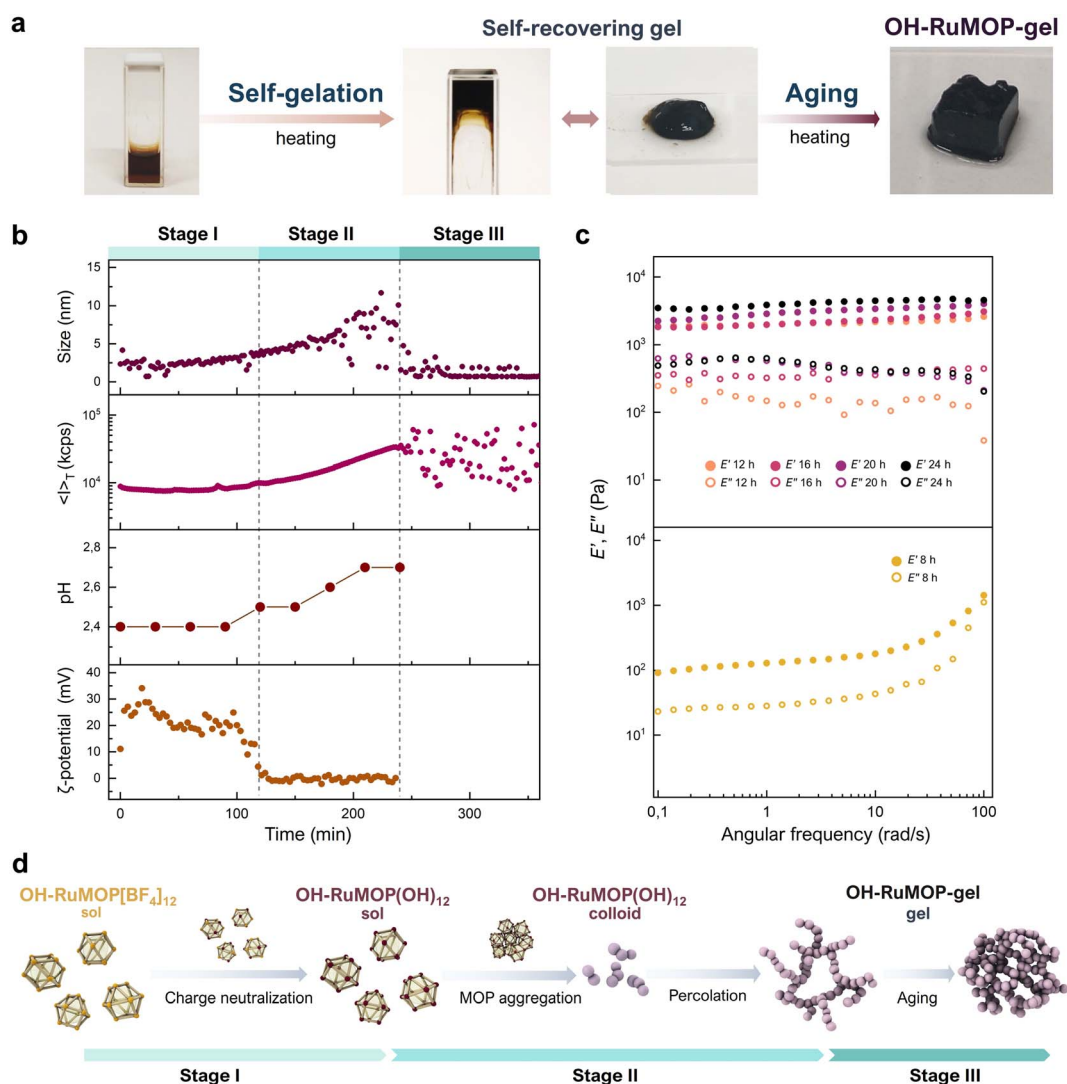 a
Self-recovering gel
OH-RuMOP-gel
Self-gelation
heating
Aging
heating
b
Stage I
Stage II
Stage III
15
10
5
0
Size (nm)
10⁵
10⁴
<I>T (kcps)
2,8
2,6
2,4
pH
40
30
20
10
0
ζ-potential (mV)
0
100
200
300
Time (min)
c
10⁴
10³
10²
10¹
E′ 12 h
E′ 16 h
E′ 20 h
E′ 24 h
E″ 12 h
E″ 16 h
E″ 20 h
E″ 24 h
E′, E″ (Pa)
10⁴
10³
10²
10¹
E′ 8 h
E″ 8 h
0,1
1
10
100
Angular frequency (rad/s)
d
OH-RuMOP[BF₄]₁₂
sol
Charge neutralization
OH-RuMOP(OH)₁₂
sol
MOP aggregation
OH-RuMOP(OH)₁₂
colloid
Percolation
OH-RuMOP-gel
gel
Aging
Stage I
Stage II
Stage III